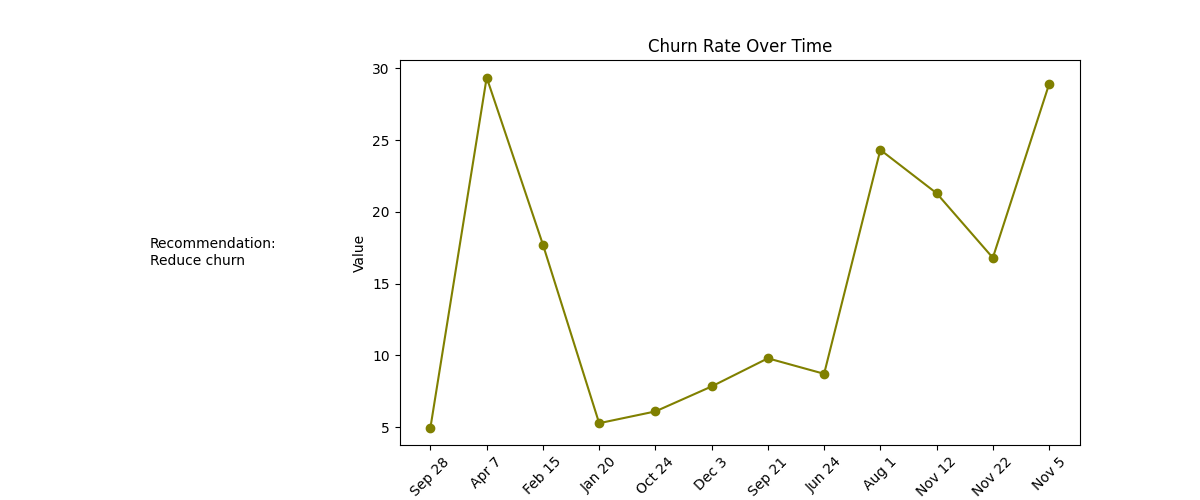 Churn Rate Over Time
Recommendation:
Reduce churn
Value
30
25
20
15
10
5
Sep 28
Apr 7
Feb 15
Jan 20
Oct 24
Dec 3
Sep 21
Jun 24
Aug 1
Nov 12
Nov 22
Nov 5